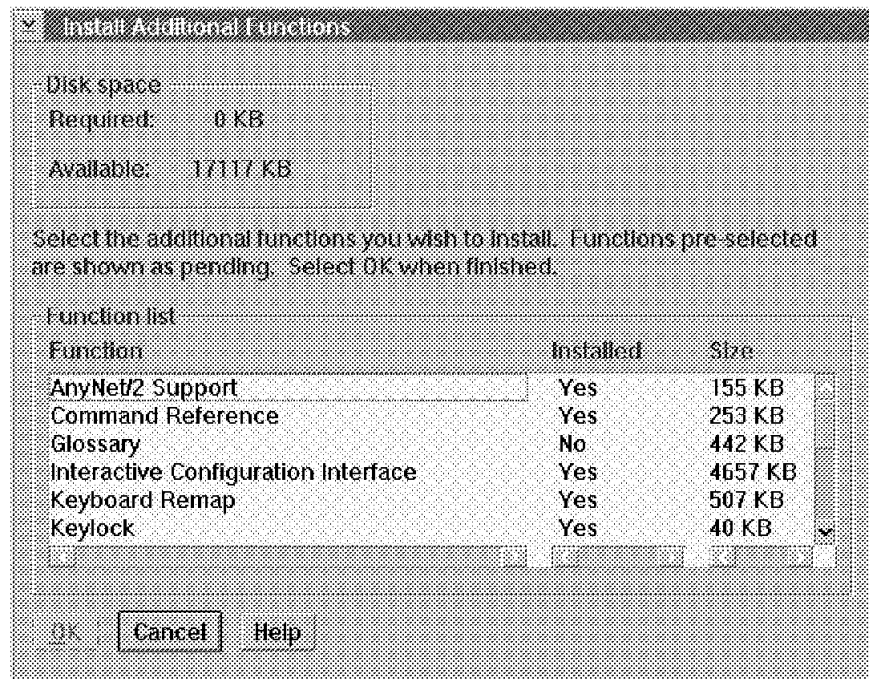 Install Additional Functions
Disk space
Required: 0 KB
Available: 17117 KB
Select the additional functions you wish to install. Functions pre-selected
are shown as pending. Select OK when finished.
Function list
Function Installed Size
AnyNet/2 Support Yes 155 KB
Command Reference Yes 253 KB
Glossary No 442 KB
Interactive Configuration Interface Yes 4657 KB
Keyboard Remap Yes 507 KB
Keylock Yes 40 KB
OK Cancel Help